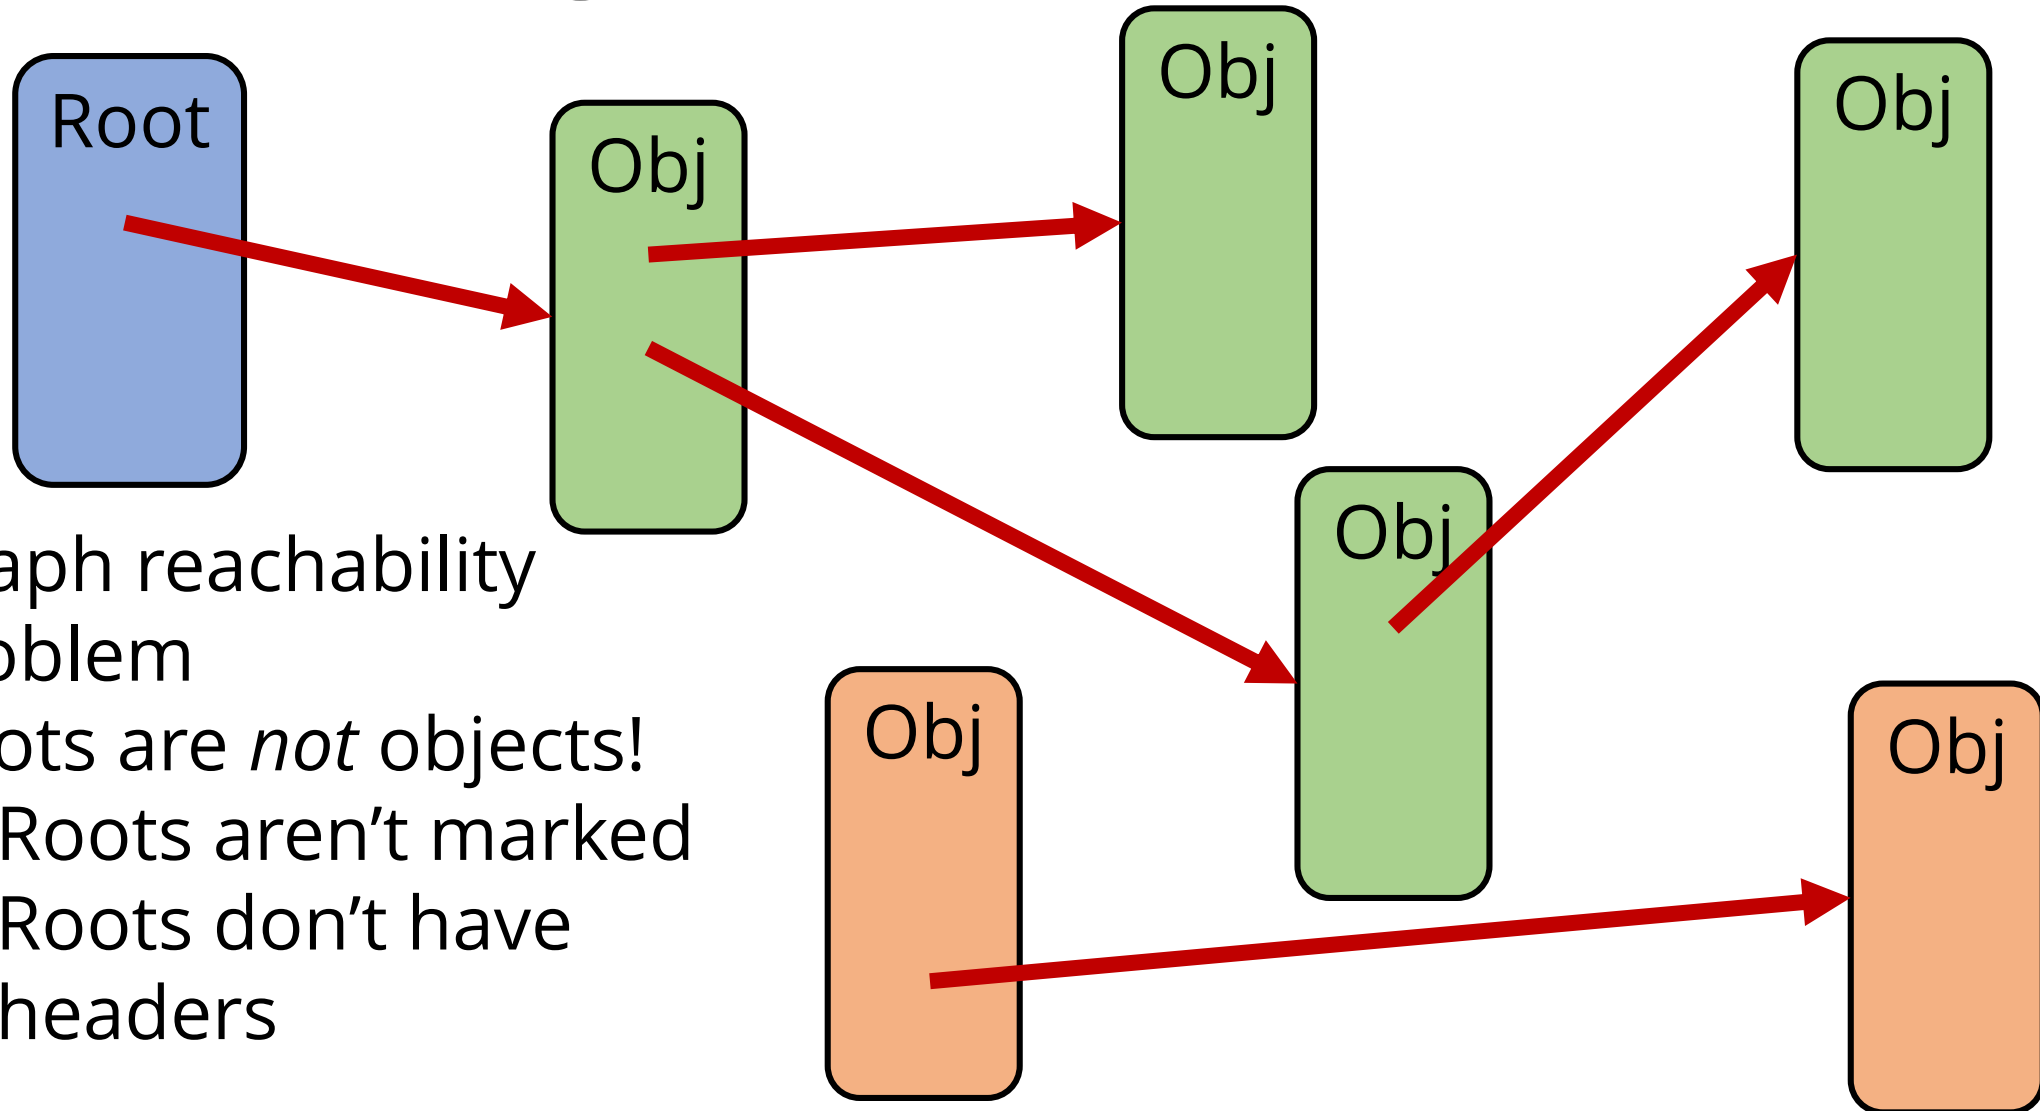 Root
Obj
Obj
Obj
Obj
Obj
Obj
aph reachability
oblem
ots are not objects!
Roots aren’t marked
Roots don’t have
headers